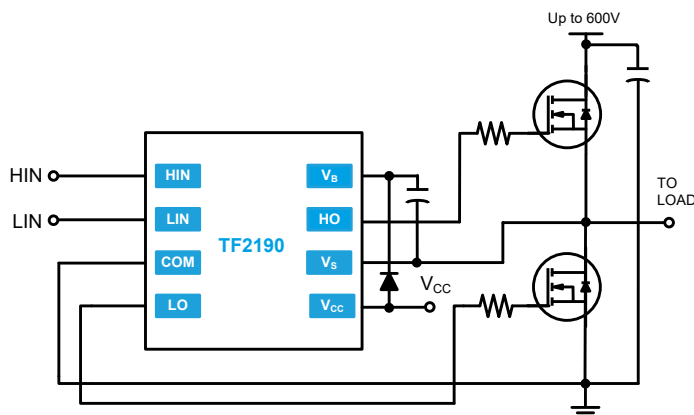 Up to 600V
HIN
LIN
HIN
LIN
COM
LO
TF2190
VB
HO
VS
VCC
VCC
TO
LOAD